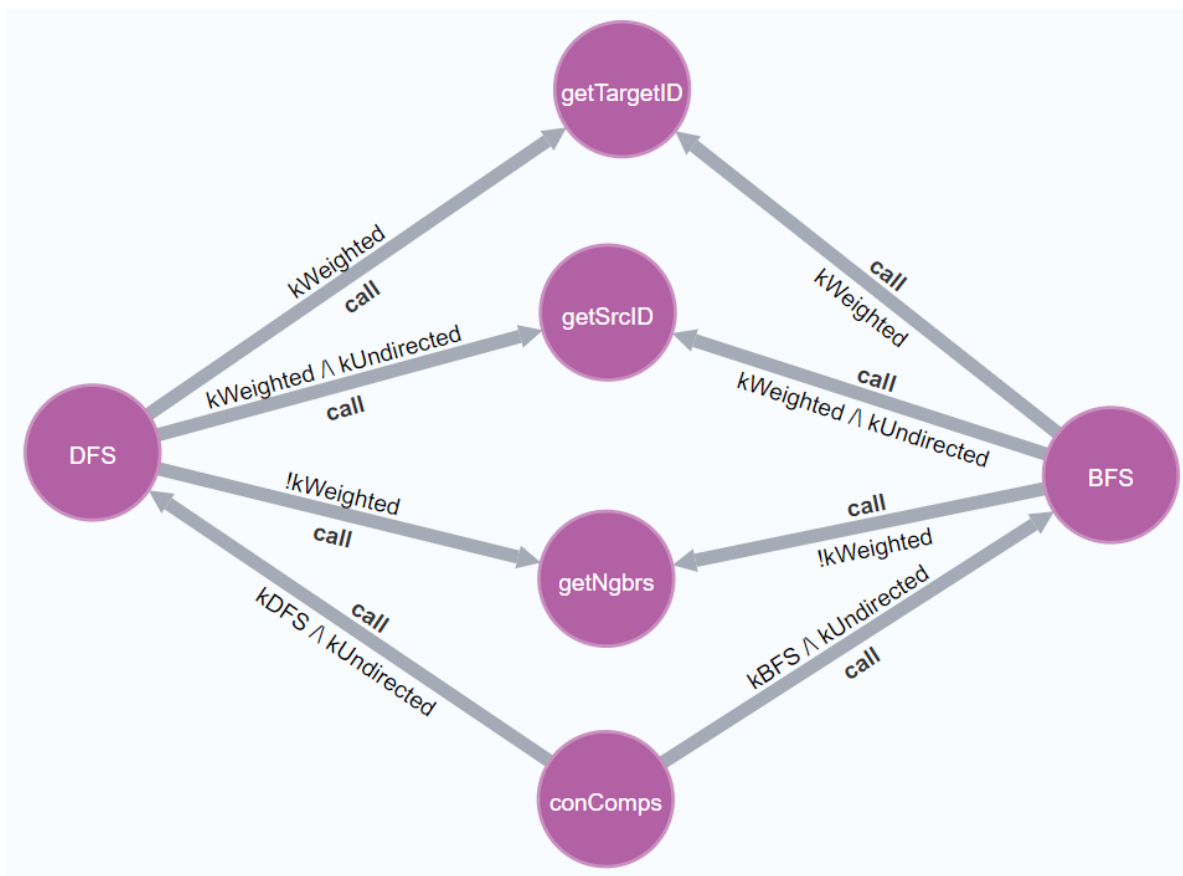 getTargetID
kWeighted
call
call
kWeighted
getSrcID
kWeighted /\ kUndirected
call
call
kWeighted /\ kUndirected
DFS
BFS
!kWeighted
call
call
!kWeighted
getNgbrs
call
kDFS /\ kUndirected
kBFS /\ kUndirected
call
conComps